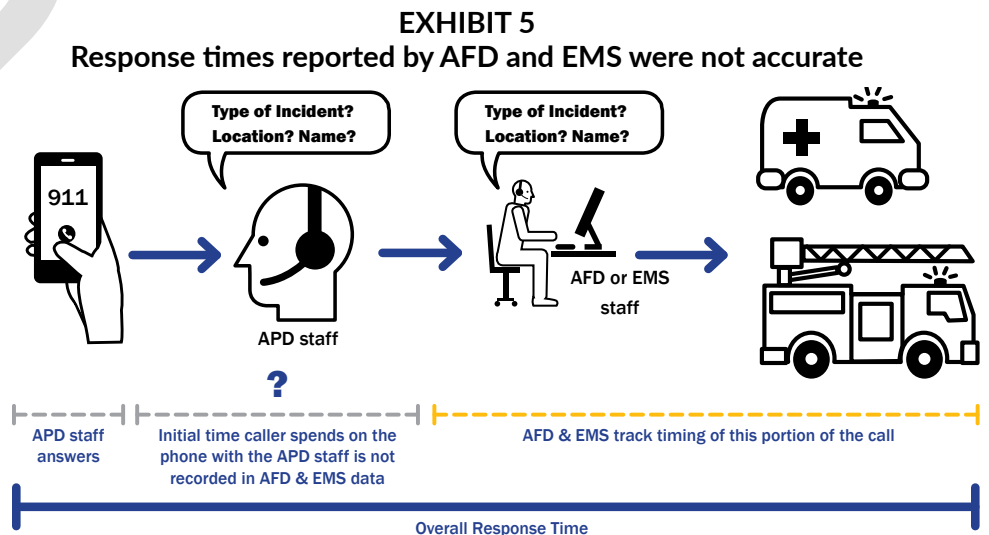 EXHIBIT 5
Response times reported by AFD and EMS were not accurate
Type of Incident?
Location? Name?
Type of Incident?
Location? Name?
911
APD staff
AFD or EMS
staff
?
APD staff
answers
Initial time caller spends on the
phone with the APD staff is not
recorded in AFD & EMS data
AFD & EMS track timing of this portion of the call
Overall Response Time